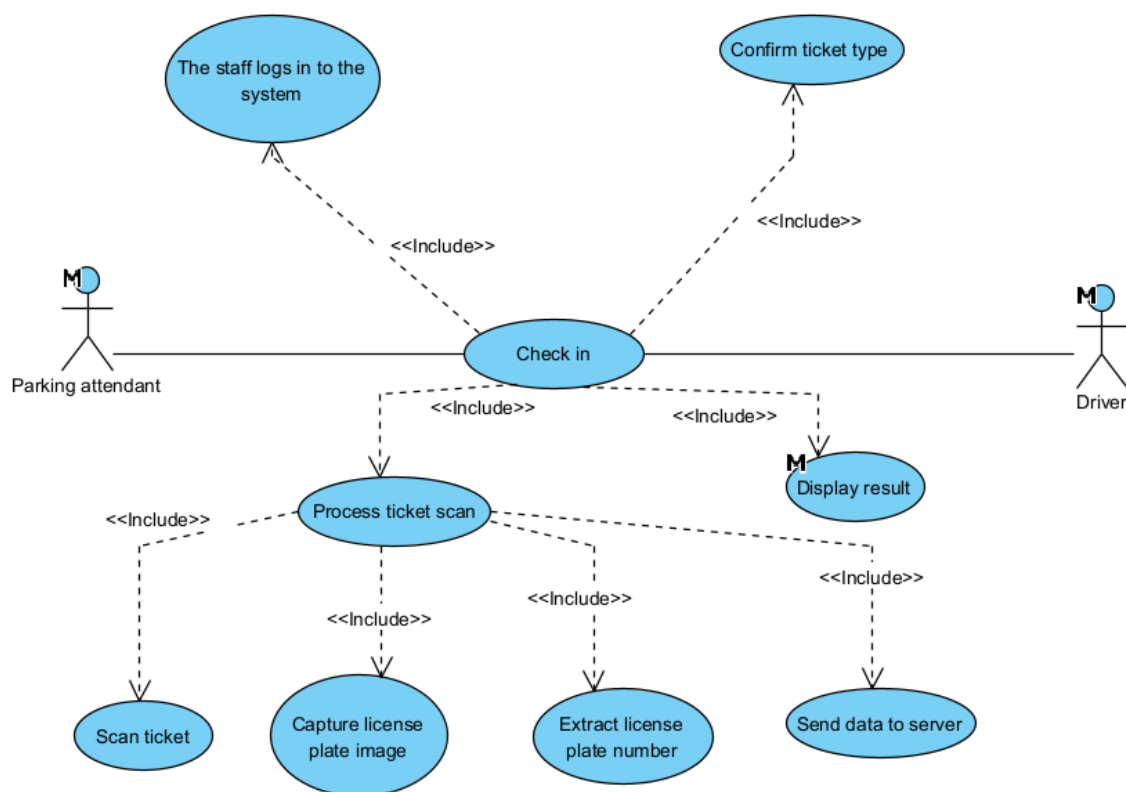 The staff logs in to the
system
Confirm ticket type
<<Include>>
<<Include>>
M
M
Parking attendant
Check in
Driver
<<Include>>
<<Include>>
M
Display result
Process ticket scan
<<Include>>
<<Include>>
<<Include>>
<<Include>>
Scan ticket
Capture license
plate image
Extract license
plate number
Send data to server